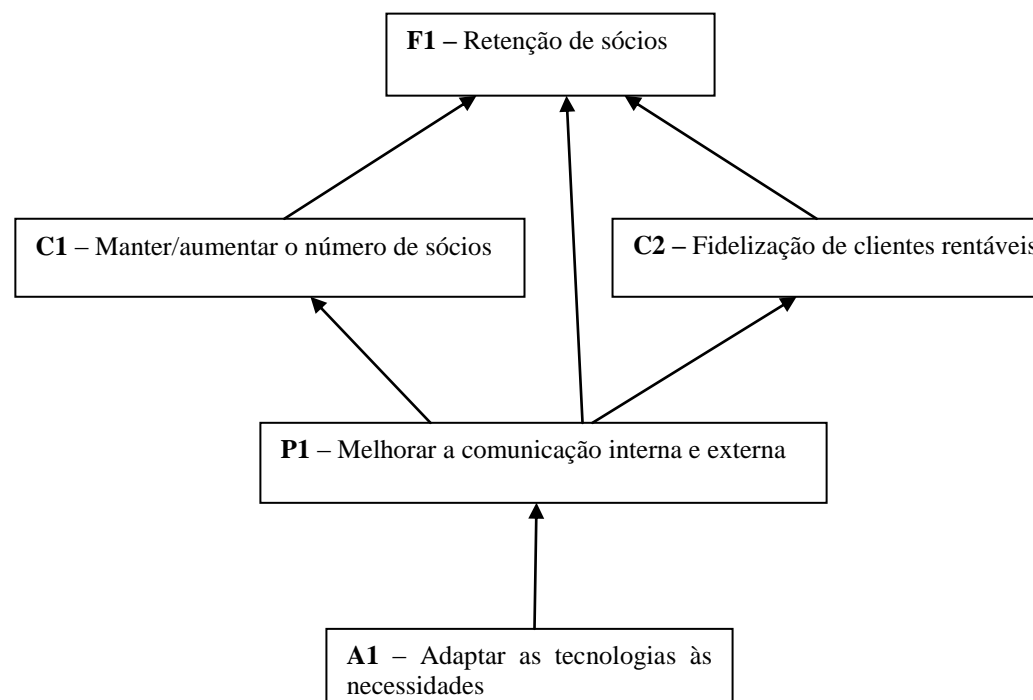 F1 – Retenção de sócios
C1 – Manter/aumentar o número de sócios
C2 – Fidelização de clientes rentáveis
P1 – Melhorar a comunicação interna e externa
A1 – Adaptar as tecnologias às
necessidades